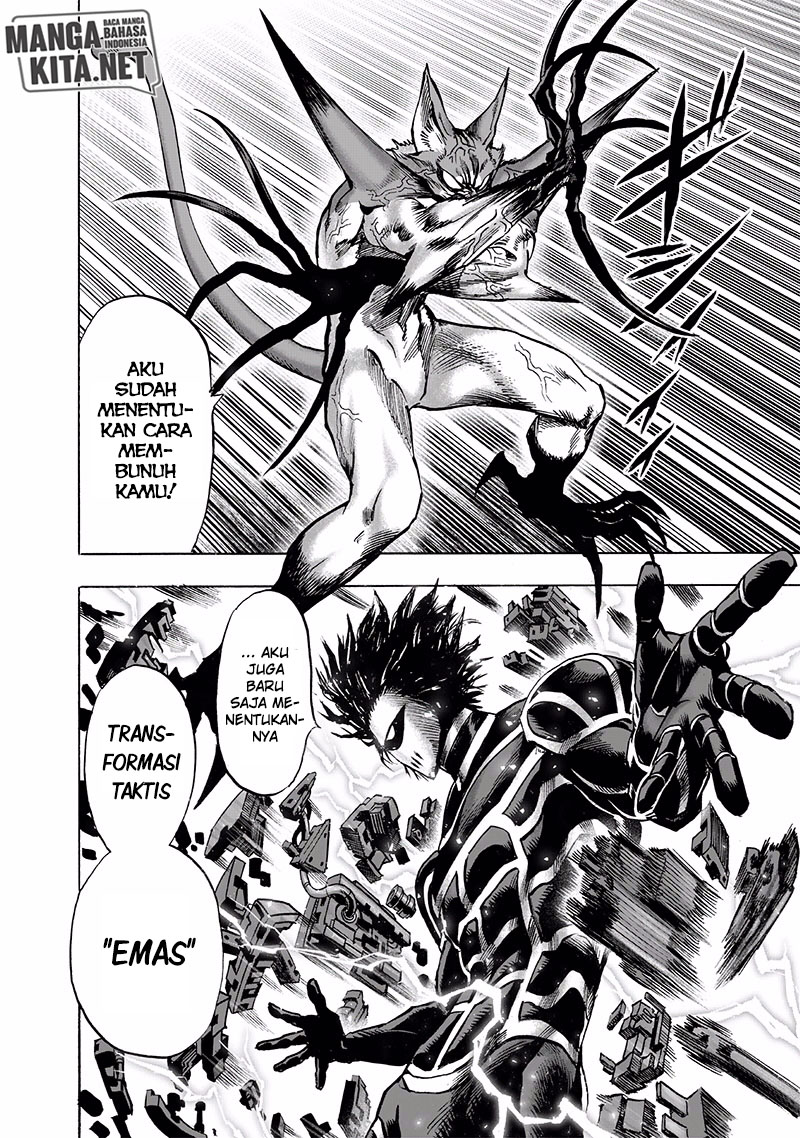 MANGA
KITA.NET
BACA MANGA
BAHASA
INDONESIA
AKU
SUDAH
MENENTU-
KAN CARA
MEM-
BUNUH
KAMU!
... AKU
JUGA
BARU
SAJA ME-
NENTUKAN-
NYA
TRANS-
FORMASI
TAKTIS
"EMAS"